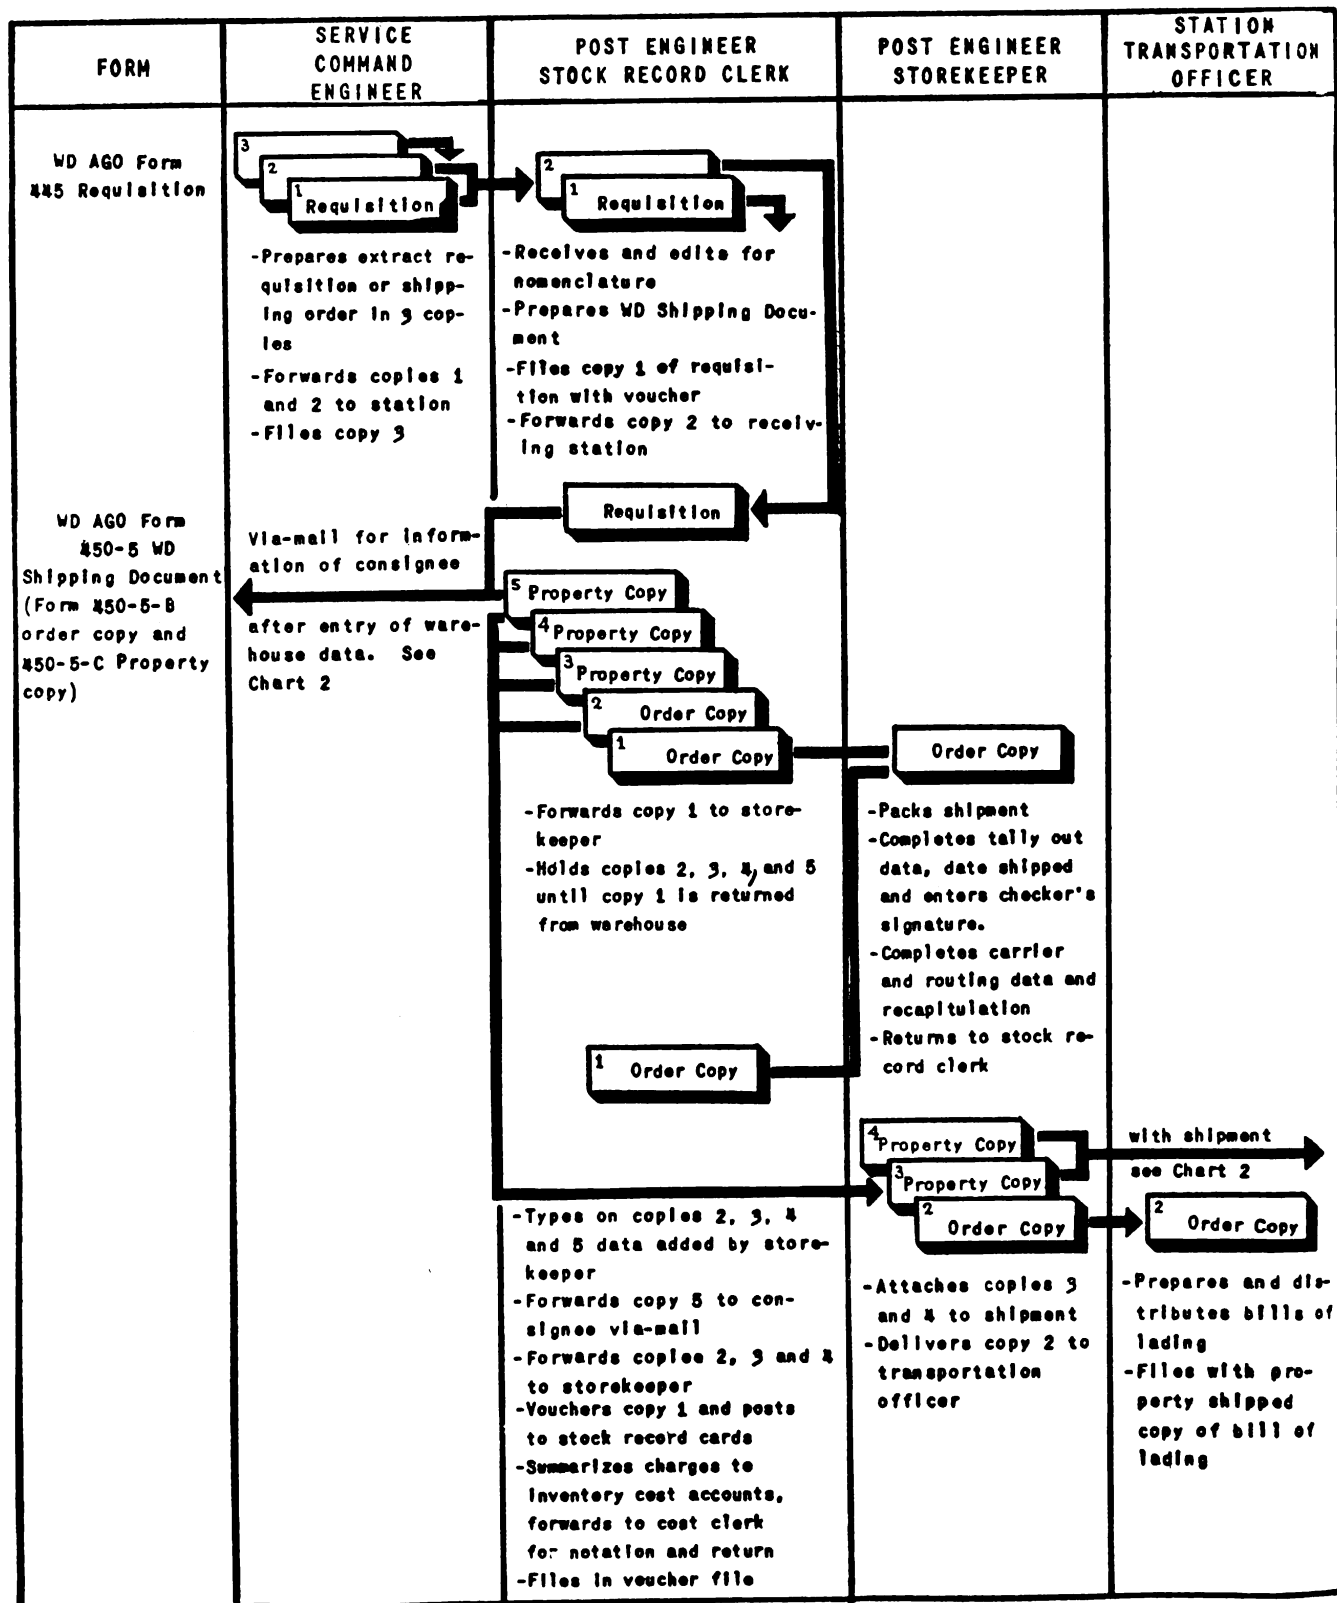 FORM
SERVICE
COMMAND
ENGINEER
POST ENGINEER
STOCK RECORD CLERK
POST ENGINEER
STOREKEEPER
STATION
TRANSPORTATION
OFFICER
WD AGO Form
445 Requisition
3
2
1
Requisition
-Prepares extract re-
quisition or shipp-
ing order in 3 cop-
ies
-Forwards copies 1
and 2 to station
-Files copy 3
2
1
Requisition
-Receives and edits for
nomenclature
-Prepares WD Shipping Docu-
ment
-Files copy 1 of requisi-
tion with voucher
-Forwards copy 2 to receiv-
ing station
Requisition
WD AGO Form
450-5 WD
Shipping Document
(Form 450-5-B
order copy and
450-5-C Property
copy)
Via-mail for inform-
ation of consignee
after entry of ware-
house data. See
Chart 2
5 Property Copy
4 Property Copy
3 Property Copy
2 Order Copy
1 Order Copy
-Forwards copy 1 to store-
keeper
-Holds copies 2, 3, 4, and 5
until copy 1 is returned
from warehouse
Order Copy
-Packs shipment
-Completes tally out
data, date shipped
and enters checker's
signature.
-Completes carrier
and routing data and
recapitulation
-Returns to stock re-
cord clerk
1 Order Copy
4 Property Copy
3 Property Copy
2 Order Copy
with shipment
see Chart 2
2 Order Copy
-Types on copies 2, 3, 4
and 5 data added by store-
keeper
-Forwards copy 5 to con-
signee via-mail
-Forwards copies 2, 3 and 4
to storekeeper
-Vouchers copy 1 and posts
to stock record cards
-Summarizes charges to
inventory cost accounts,
forwards to cost clerk
for notation and return
-Files in voucher file
-Attaches copies 3
and 4 to shipment
-Delivers copy 2 to
transportation
officer
-Prepares and dis-
tributes bills of
lading
-Files with pro-
perty shipped
copy of bill of
lading